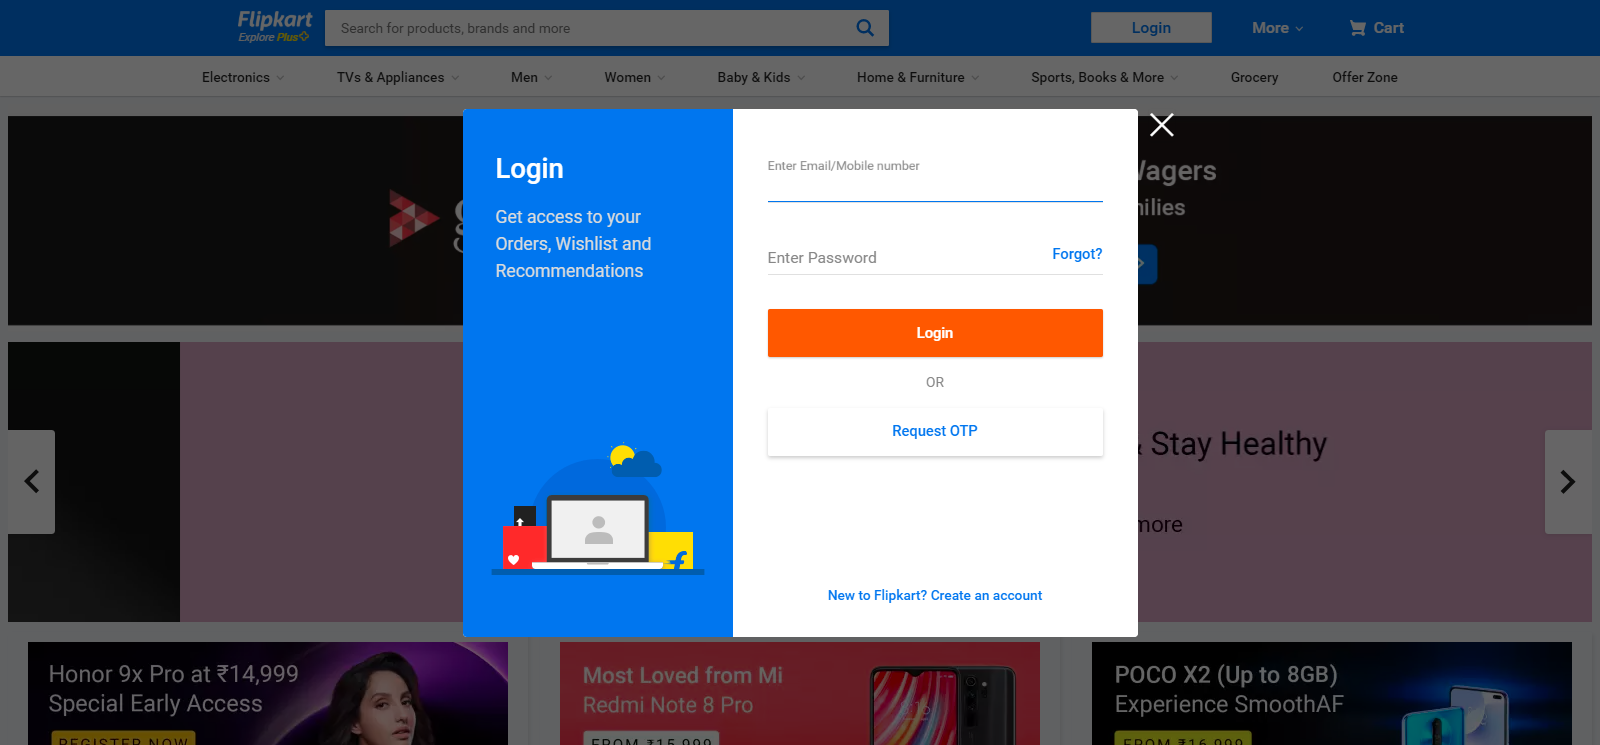 Flipkart
Explore Plus
Search for products, brands and more
Login
More
Cart
Electronics
TVs & Appliances
Men
Women
Baby & Kids
Home & Furniture
Sports, Books & More
Grocery
Offer Zone
Login
Get access to your
Orders, Wishlist and
Recommendations
Enter Email/Mobile number
Enter Password
Forgot?
Login
OR
Request OTP
New to Flipkart? Create an account
Wagers
& Stay Healthy
more
Honor 9x Pro at ₹14,999
Special Early Access
REGISTER NOW
Most Loved from Mi
Redmi Note 8 Pro
FROM ₹15,999
POCO X2 (Up to 8GB)
Experience SmoothAF
FROM ₹16,999